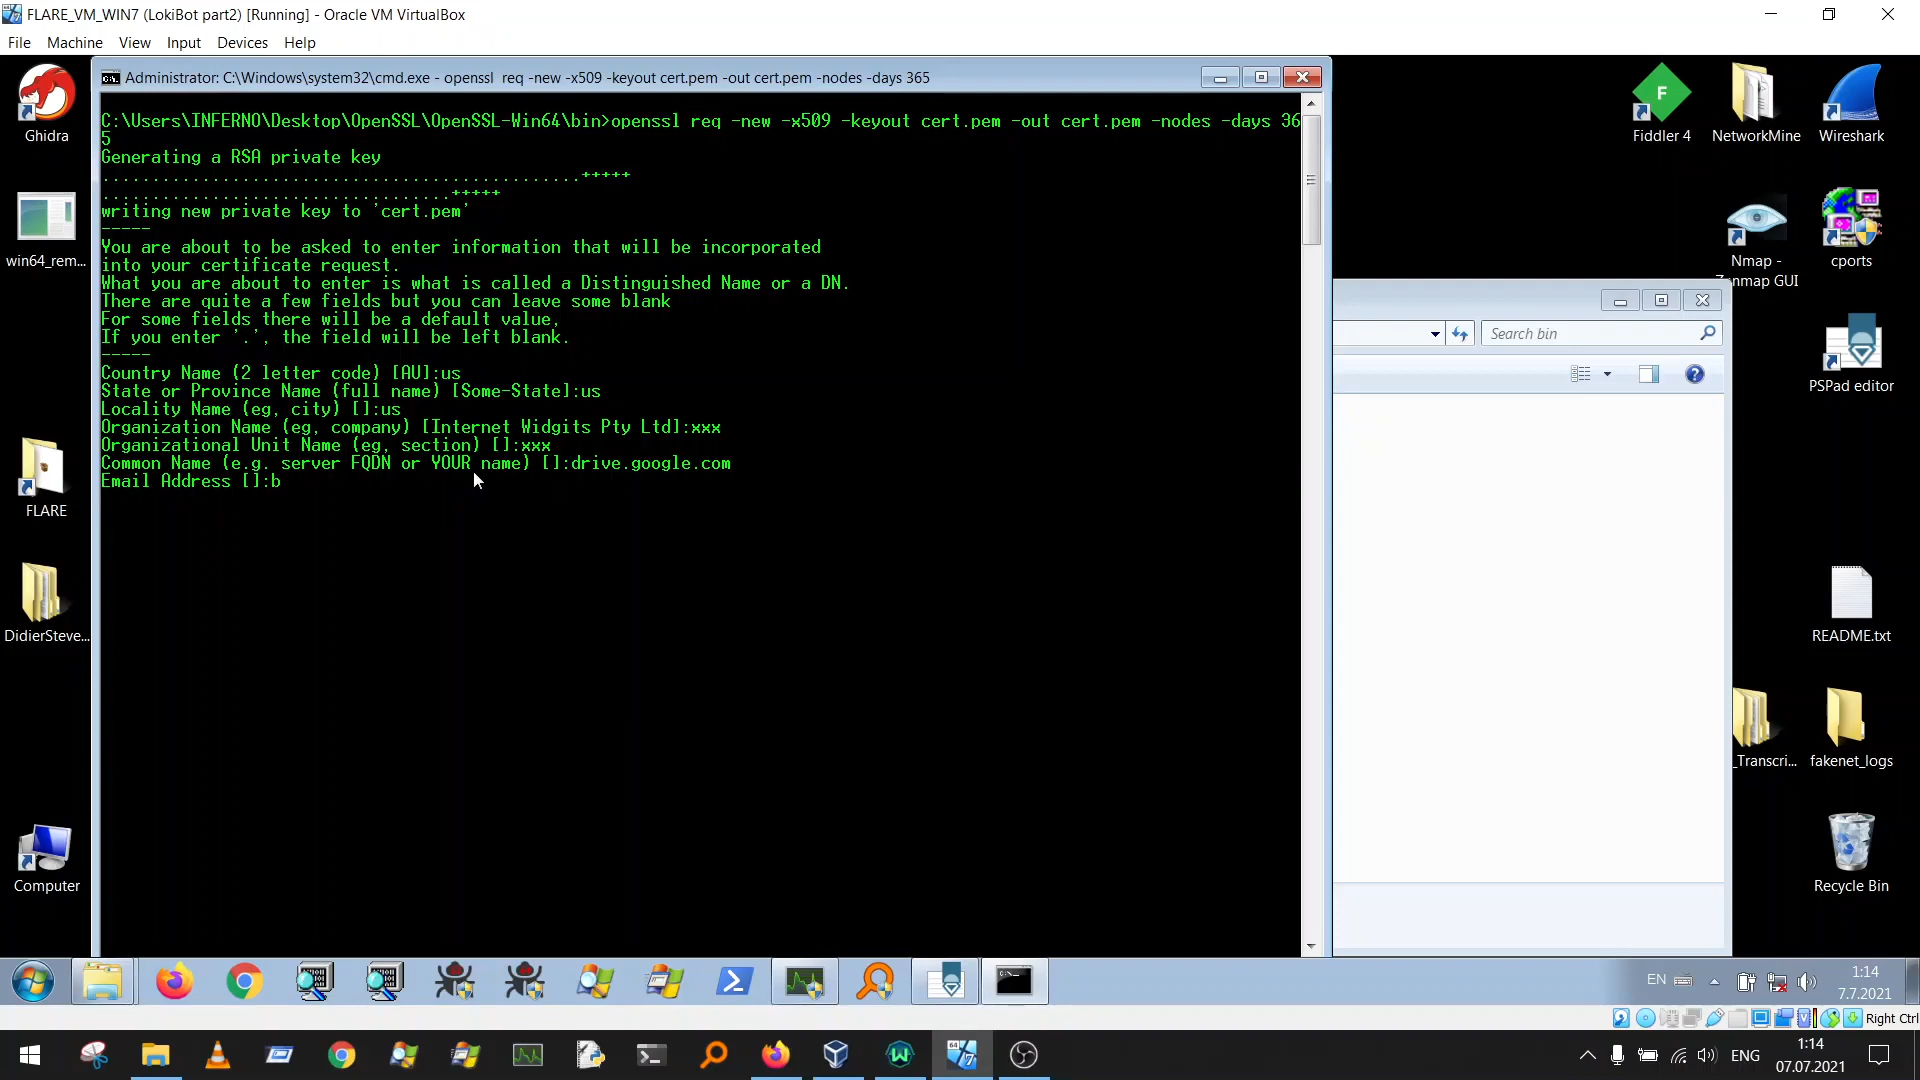 FLARE_VM_WIN7 (LokiBot part2) [Running] - Oracle VM VirtualBox
File Machine View Input Devices Help
Administrator: C:\Windows\system32\cmd.exe - openssl req -new -x509 -keyout cert.pem -out cert.pem -nodes -days 365
C:\Users\INFERNO\Desktop\OpenSSL\OpenSSL-Win64\bin>openssl req -new -x509 -keyout cert.pem -out cert.pem -nodes -days 36
5
Generating a RSA private key
................................................+++++
...................................+++++
writing new private key to 'cert.pem'
-----
You are about to be asked to enter information that will be incorporated
into your certificate request.
What you are about to enter is what is called a Distinguished Name or a DN.
There are quite a few fields but you can leave some blank
For some fields there will be a default value,
If you enter '.', the field will be left blank.
-----
Country Name (2 letter code) [AU]:us
State or Province Name (full name) [Some-State]:us
Locality Name (eg, city) []:us
Organization Name (eg, company) [Internet Widgits Pty Ltd]:xxx
Organizational Unit Name (eg, section) []:xxx
Common Name (e.g. server FQDN or YOUR name) []:drive.google.com
Email Address []:b
Ghidra
win64_rem...
FLARE
DidierSteve...
Computer
Search bin
F
Fiddler 4
NetworkMine
Wireshark
Nmap -
Zenmap GUI
cports
PSPad editor
README.txt
_Transcri...
fakenet_logs
Recycle Bin
EN
1:14
7.7.2021
Right Ctrl
ENG
1:14
07.07.2021